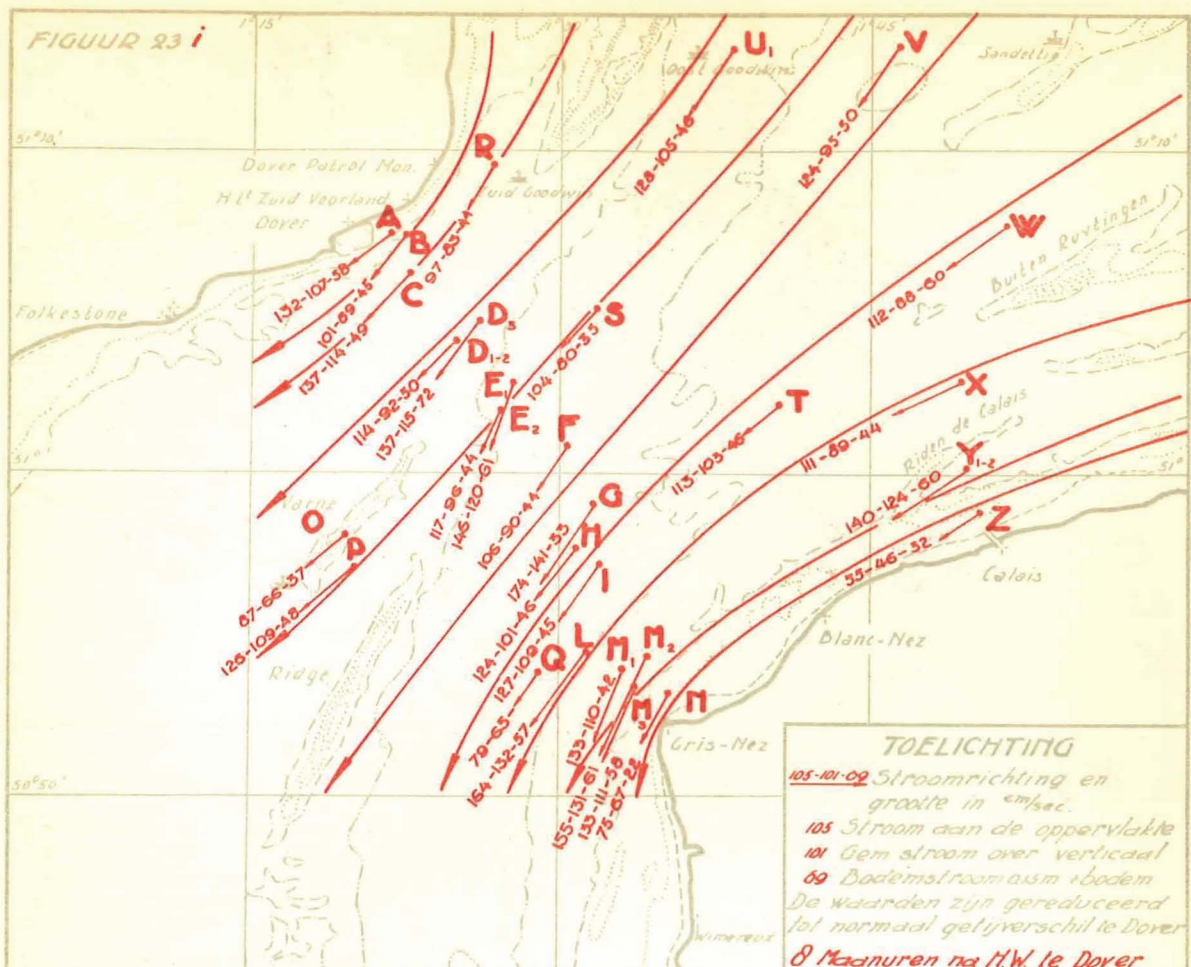 FIGUUR 23 i
1° 15'
1° 45'
U₁
V
Sandettie
Oost Goodwin
51° 10'
51° 10'
R
Dover Patrol Mon.
Zuid Goodwin
128-105-46
124-95-50
H Lt Zuid Voorland
Dover
A
B
C
97-83-44
W
Buiten Ruytingen
132-107-58
101-89-45
137-114-49
112-88-60
Folkestone
D₃
D₁₋₂
S
E₁
E₂
104-80-35
114-92-50
137-115-72
F
T
X
113-103-46
111-89-44
Riden de Calais
Y₁₋₂
51°
51°
Varne
117-96-44
146-120-61
106-90-44
G
140-124-60
Z
O
P
H
I
174-141-53
55-46-32
Calais
87-66-37
126-109-48
124-101-46
127-109-45
Blanc-Nez
Ridge
Q
L
M₁
M₂
M₃
N
79-65
164-132-57
133-110-42
155-131-61
133-111-58
75-67-22
Gris-Nez
50° 50'
Wimereux
TOELICHTING
105-101-69 Stroomrichting en
grootte in cm/sec.
105 Stroom aan de oppervlakte
101 Gem stroom over verticaal
69 Bodemstroom
bodem
De waarden zijn gereduceerd
tot normaal getijverschil te Dover
8 Maanuren na H.W. te Dover